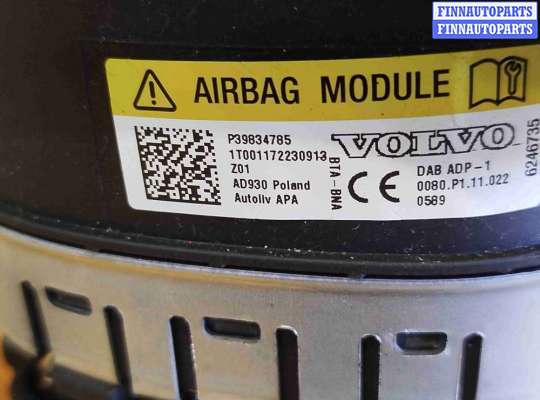 FINNAUTOPARTS
FINNAUTOPARTS
AIRBAG MODULE
P39834785
1T001172230913
Z01
AD930 Poland
Autoliv APA
BTA-BNA
VOLVO
CE
DAB ADP-1
0080.P1.11.022
0589
6246735